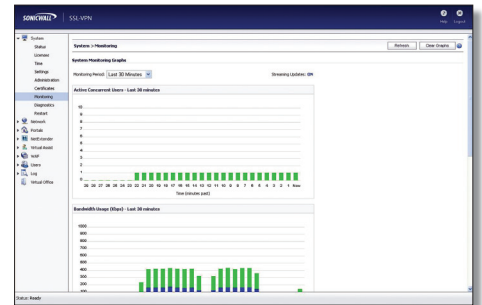 SONICWALL SSL-VPN
Help Logout
System
Status
Licenses
Time
Settings
Administration
Certificates
Monitoring
Diagnostics
Restart
Network
Portals
NetExtender
Virtual Assist
WAF
Users
Log
Virtual Office
System > Monitoring
Refresh Clear Graphs
System Monitoring Graphs
Monitoring Period: Last 30 Minutes
Streaming Updates: ON
Active Concurrent Users - Last 30 minutes
10
9
8
7
6
5
4
3
2
1
0
29 28 27 26 25 24 23 22 21 20 19 18 17 16 15 14 13 12 11 10 9 8 7 6 5 4 3 2 1 Now
Time (minutes past)
Bandwidth Usage (Kbps) - Last 30 minutes
1000
900
800
700
600
500
400
300
200
100
Status: Ready